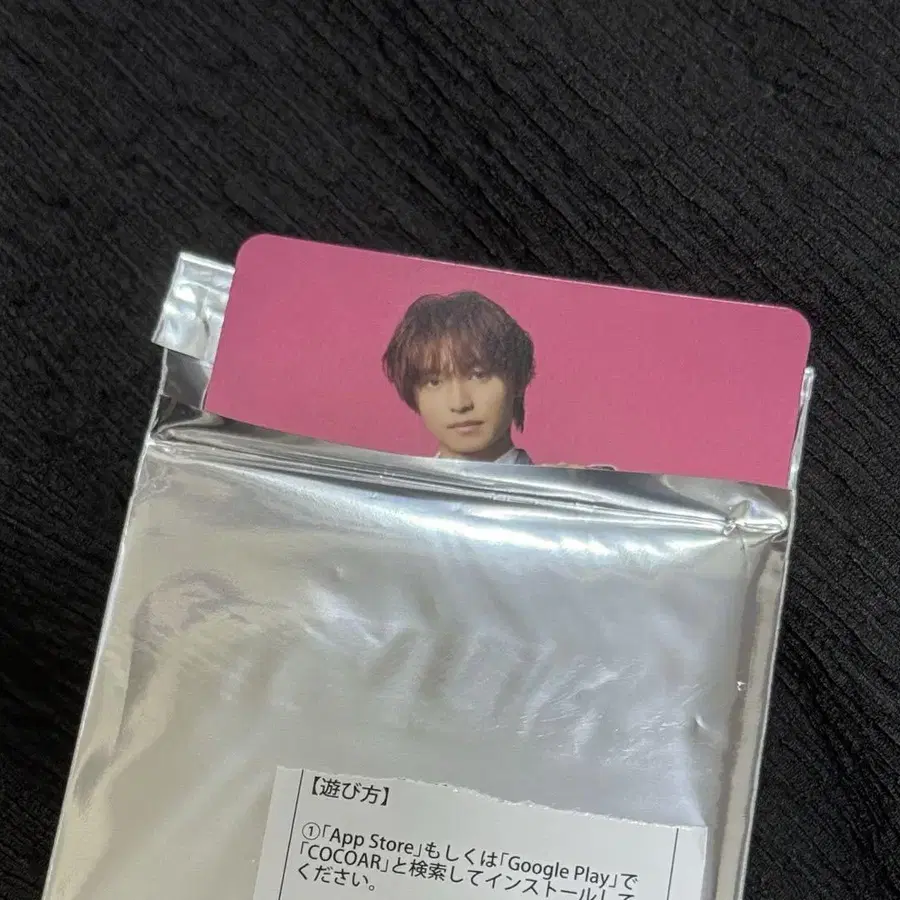 【遊び方】
①「App Store」もしくは「Google Play」で
「COCOAR」と検索してインストールして
ください。